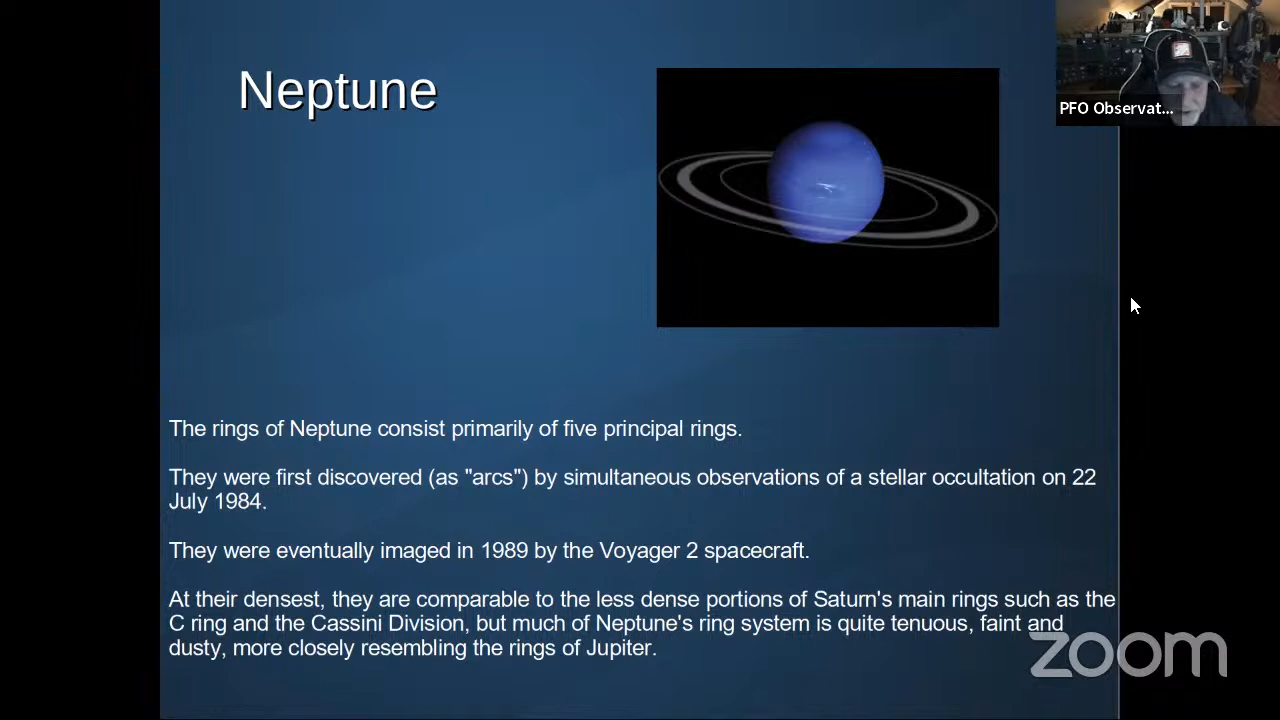 Neptune
PFO Observat...
The rings of Neptune consist primarily of five principal rings.
They were first discovered (as "arcs") by simultaneous observations of a stellar occultation on 22
July 1984.
They were eventually imaged in 1989 by the Voyager 2 spacecraft.
At their densest, they are comparable to the less dense portions of Saturn's main rings such as the
C ring and the Cassini Division, but much of Neptune's ring system is quite tenuous, faint and
dusty, more closely resembling the rings of Jupiter.
zoom